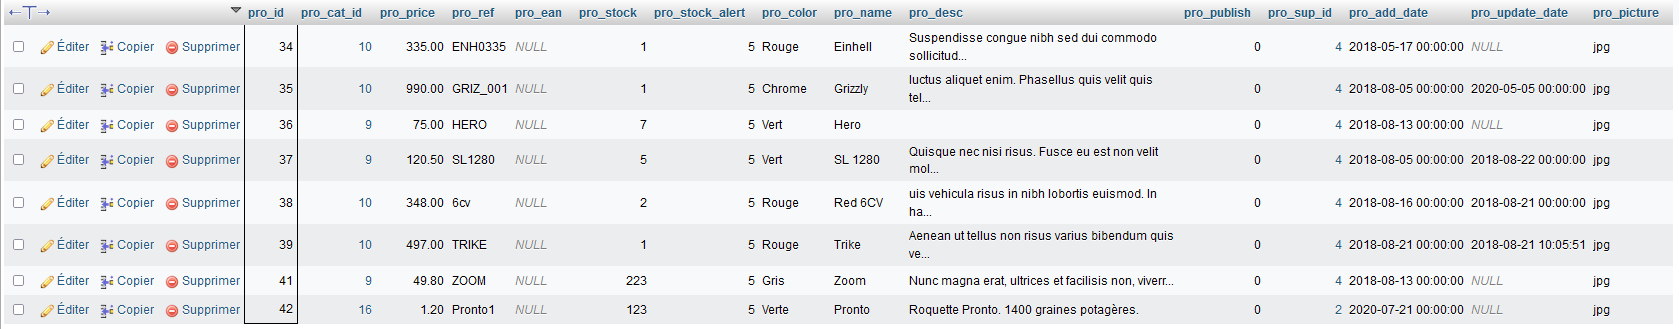 ←T→ pro_id pro_cat_id pro_price pro_ref pro_ean pro_stock pro_stock_alert pro_color pro_name pro_desc pro_publish pro_sup_id pro_add_date pro_update_date pro_picture
Éditer Copier Supprimer 34 10 335.00 ENH0335 NULL 1 5 Rouge Einhell Suspendisse congue nibh sed dui commodo
sollicitud... 0 4 2018-05-17 00:00:00 NULL jpg
Éditer Copier Supprimer 35 10 990.00 GRIZ_001 NULL 1 5 Chrome Grizzly luctus aliquet enim. Phasellus quis velit quis
tel... 0 4 2018-08-05 00:00:00 2020-05-05 00:00:00 jpg
Éditer Copier Supprimer 36 9 75.00 HERO NULL 7 5 Vert Hero 0 4 2018-08-13 00:00:00 NULL jpg
Éditer Copier Supprimer 37 9 120.50 SL1280 NULL 5 5 Vert SL 1280 Quisque nec nisi risus. Fusce eu est non velit
mol... 0 4 2018-08-05 00:00:00 2018-08-22 00:00:00 jpg
Éditer Copier Supprimer 38 10 348.00 6cv NULL 2 5 Rouge Red 6CV uis vehicula risus in nibh lobortis euismod. In
ha... 0 4 2018-08-16 00:00:00 2018-08-21 00:00:00 jpg
Éditer Copier Supprimer 39 10 497.00 TRIKE NULL 1 5 Rouge Trike Aenean ut tellus non risus varius bibendum quis
ve... 0 4 2018-08-21 00:00:00 2018-08-21 10:05:51 jpg
Éditer Copier Supprimer 41 9 49.80 ZOOM NULL 223 5 Gris Zoom Nunc magna erat, ultrices et facilisis non, viverr... 0 4 2018-08-13 00:00:00 NULL jpg
Éditer Copier Supprimer 42 16 1.20 Pronto1 NULL 123 5 Verte Pronto Roquette Pronto. 1400 graines potagères. 0 2 2020-07-21 00:00:00 NULL jpg